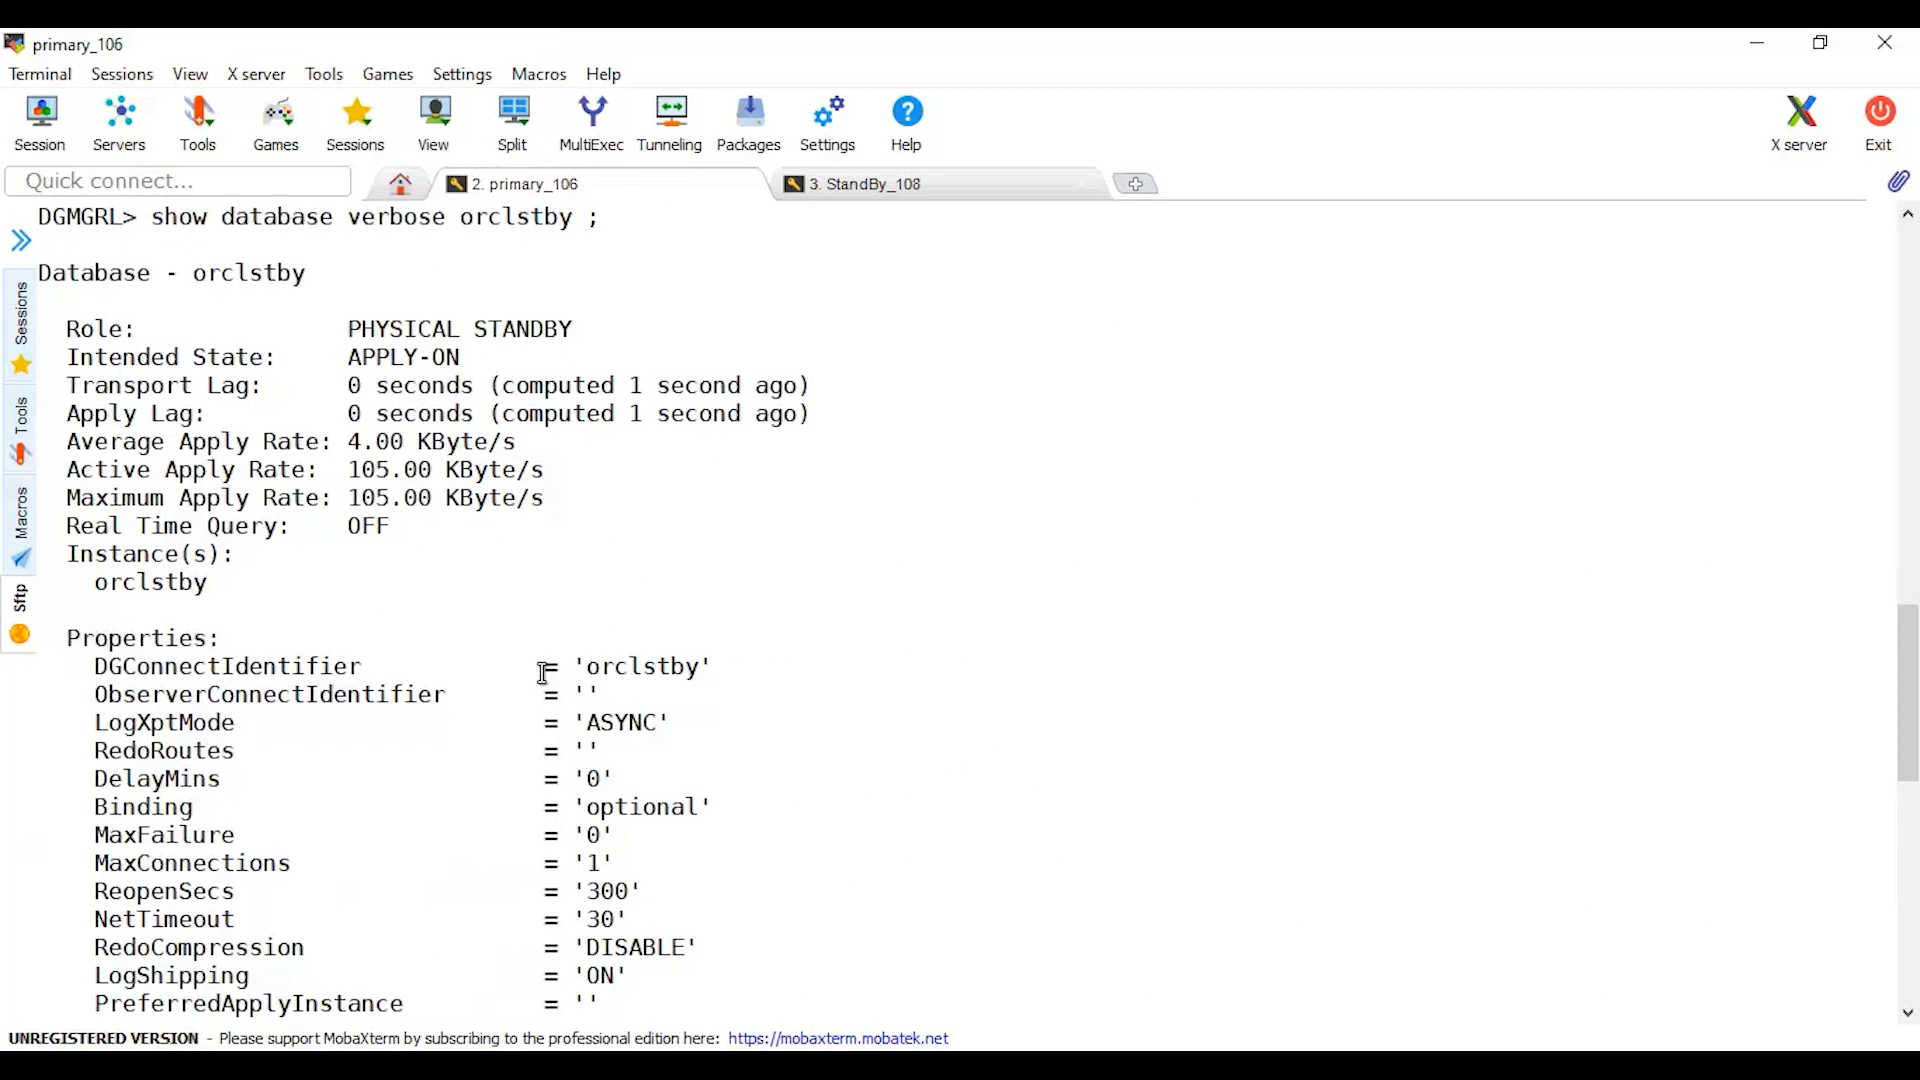 primary_106
Terminal Sessions View X server Tools Games Settings Macros Help
Session Servers Tools Games Sessions View Split MultiExec Tunneling Packages Settings Help X server Exit
Quick connect... 2. primary_106 3. StandBy_108
DGMGRL> show database verbose orclstby ;
Database - orclstby
Role: PHYSICAL STANDBY
Intended State: APPLY-ON
Transport Lag: 0 seconds (computed 1 second ago)
Apply Lag: 0 seconds (computed 1 second ago)
Average Apply Rate: 4.00 KByte/s
Active Apply Rate: 105.00 KByte/s
Maximum Apply Rate: 105.00 KByte/s
Real Time Query: OFF
Instance(s):
orclstby
Properties:
DGConnectIdentifier = 'orclstby'
ObserverConnectIdentifier = ''
LogXptMode = 'ASYNC'
RedoRoutes = ''
DelayMins = '0'
Binding = 'optional'
MaxFailure = '0'
MaxConnections = '1'
ReopenSecs = '300'
NetTimeout = '30'
RedoCompression = 'DISABLE'
LogShipping = 'ON'
PreferredApplyInstance = ''
Sessions
Tools
Macros
Sftp
UNREGISTERED VERSION - Please support MobaXterm by subscribing to the professional edition here: https://mobaxterm.mobatek.net